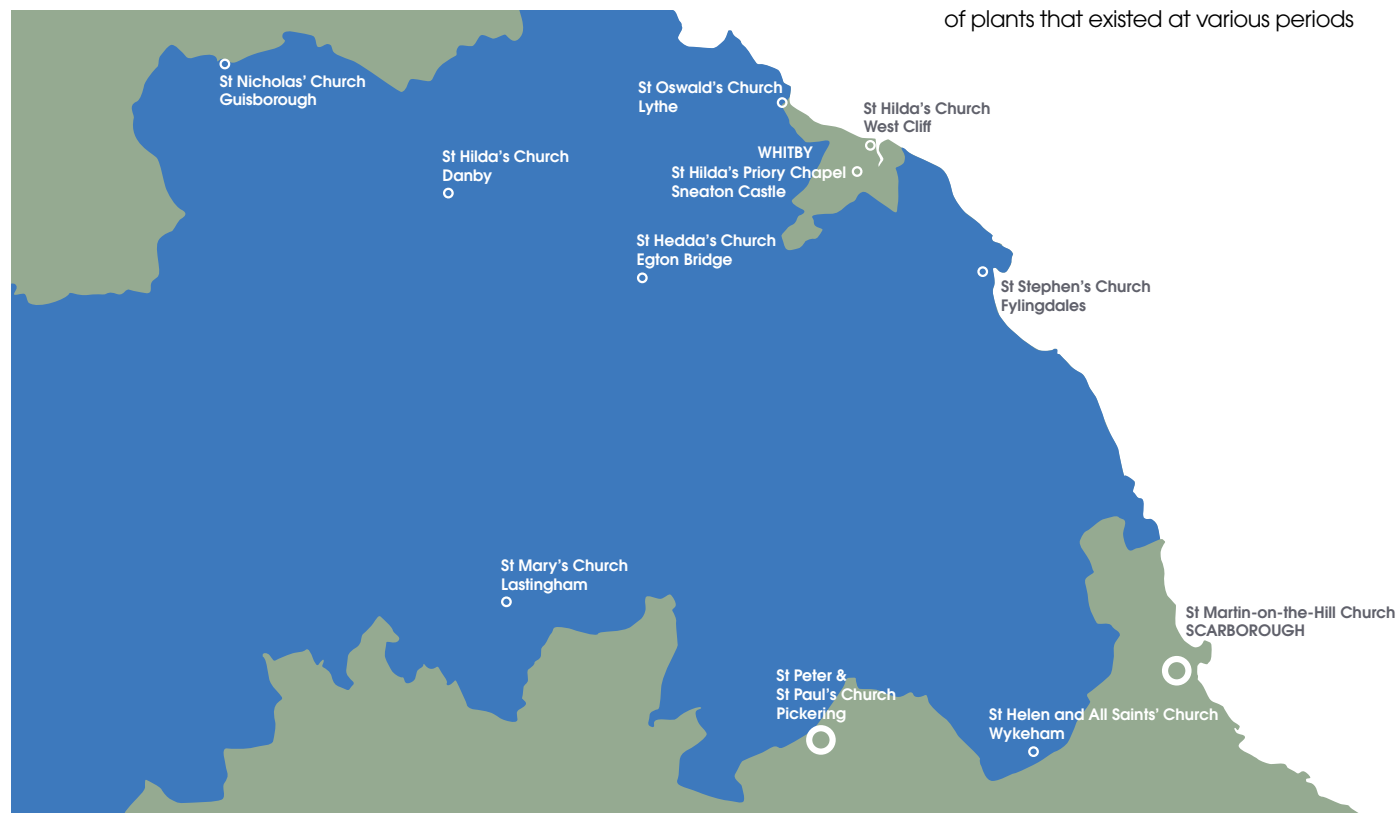 of plants that existed at various periods
St Nicholas’ Church
Guisborough
St Oswald’s Church
Lythe
St Hilda’s Church
West Cliff
St Hilda’s Church
Danby
WHITBY
St Hilda’s Priory Chapel
Sneaton Castle
St Hedda’s Church
Egton Bridge
St Stephen’s Church
Fylingdales
St Mary’s Church
Lastingham
St Martin-on-the-Hill Church
SCARBOROUGH
St Peter &
St Paul’s Church
Pickering
St Helen and All Saints’ Church
Wykeham